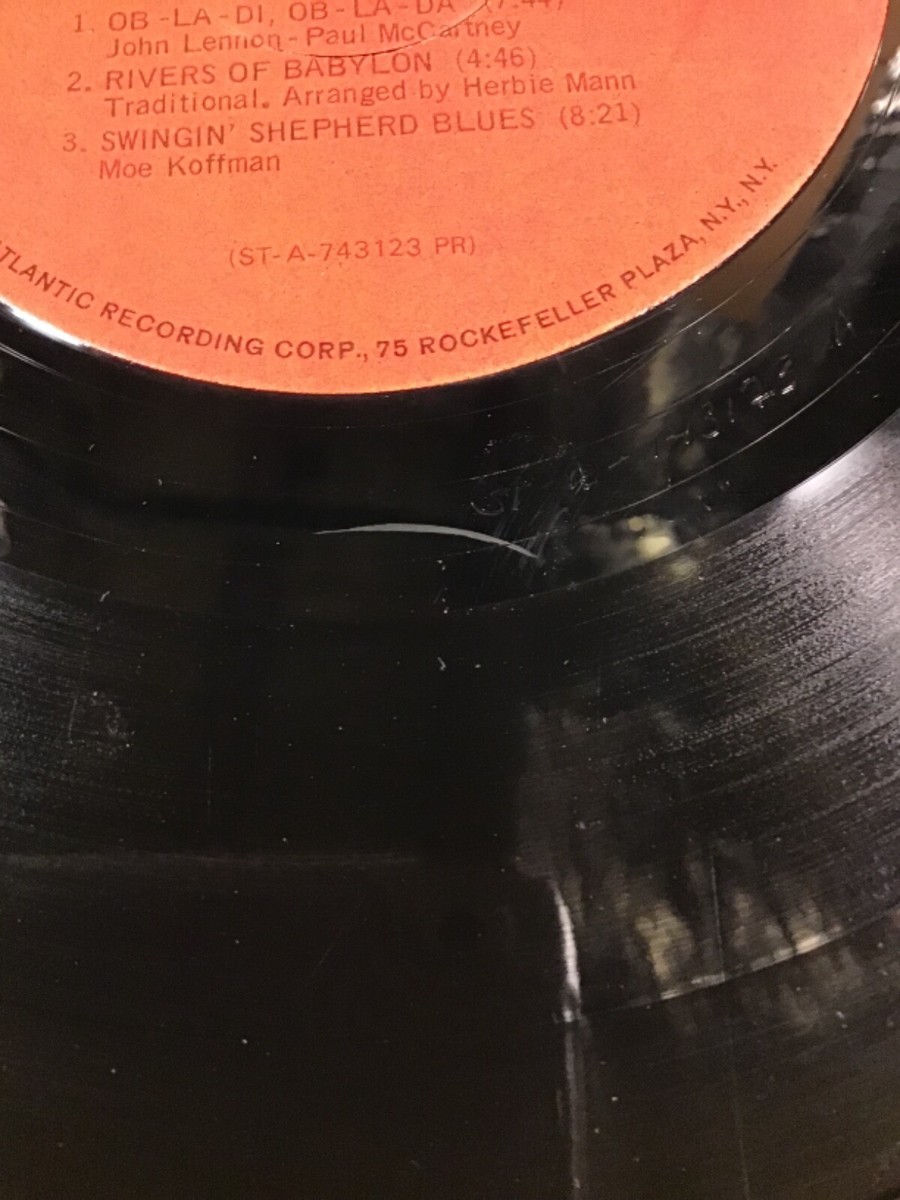 1. OB-LA-DI, OB-LA-DA (7:44)
John Lennon - Paul McCartney
2. RIVERS OF BABYLON (4:46)
Traditional. Arranged by Herbie Mann
3. SWINGIN' SHEPHERD BLUES (8:21)
Moe Koffman
(ST-A-743123 PR)
ATLANTIC RECORDING CORP., 75 ROCKEFELLER PLAZA, N.Y., N.Y.